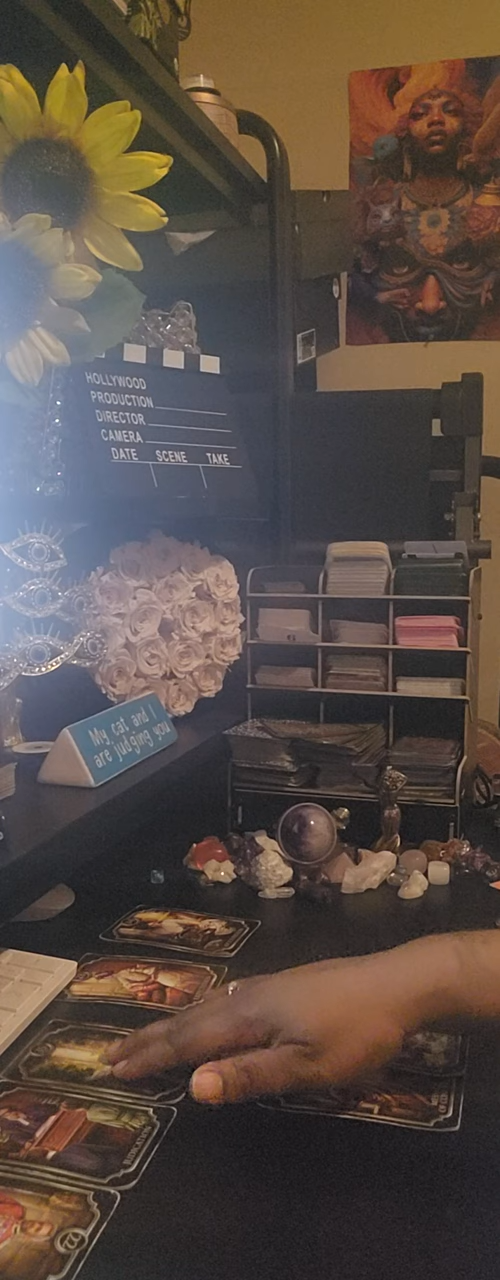 HOLLYWOOD
PRODUCTION
DIRECTOR
CAMERA
DATE SCENE TAKE
My cat and I
are judging you